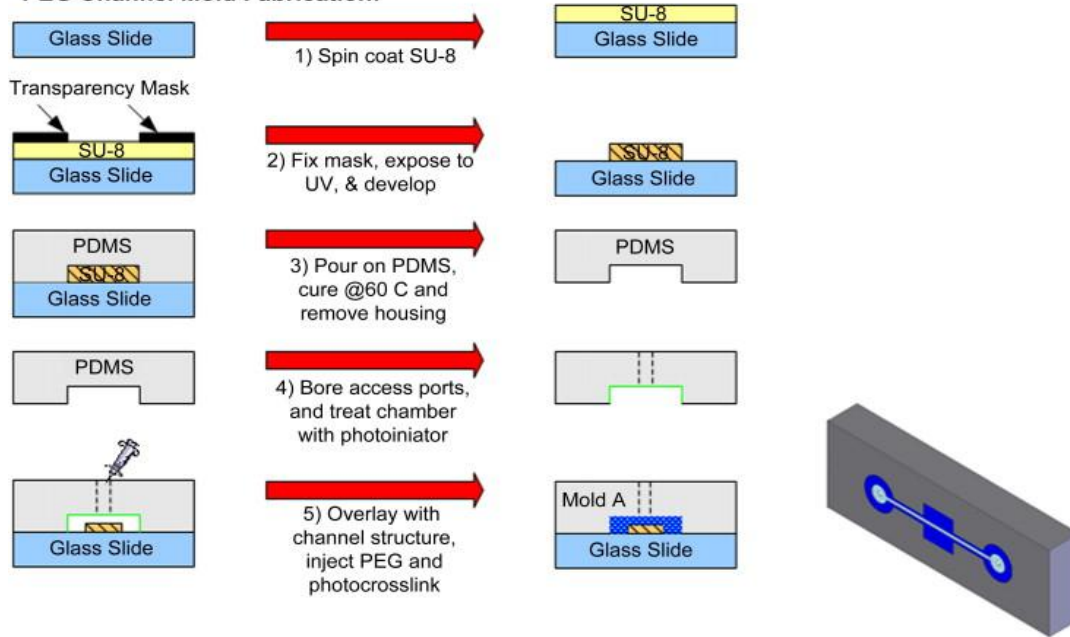 Glass Slide
1) Spin coat SU-8
SU-8
Glass Slide
Transparency Mask
SU-8
Glass Slide
2) Fix mask, expose to
UV, & develop
SU-8
Glass Slide
PDMS
SU-8
Glass Slide
3) Pour on PDMS,
cure @60 C and
remove housing
PDMS
PDMS
4) Bore access ports,
and treat chamber
with photoiniator
Glass Slide
5) Overlay with
channel structure,
inject PEG and
photocrosslink
Mold A
Glass Slide